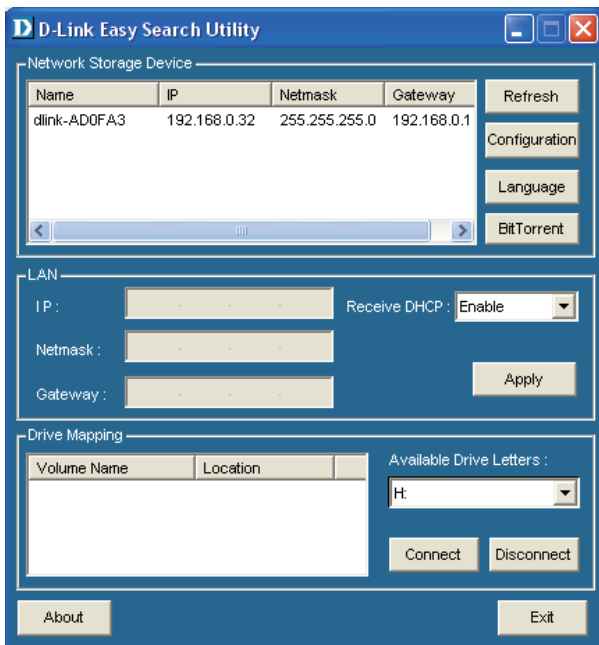 D D-Link Easy Search Utility
Network Storage Device
Name IP Netmask Gateway
dlink-AD0FA3 192.168.0.32 255.255.255.0 192.168.0.1
Refresh
Configuration
Language
BitTorrent
LAN
IP :
Receive DHCP : Enable
Netmask :
Gateway :
Apply
Drive Mapping
Volume Name Location
Available Drive Letters :
H:
Connect Disconnect
About Exit